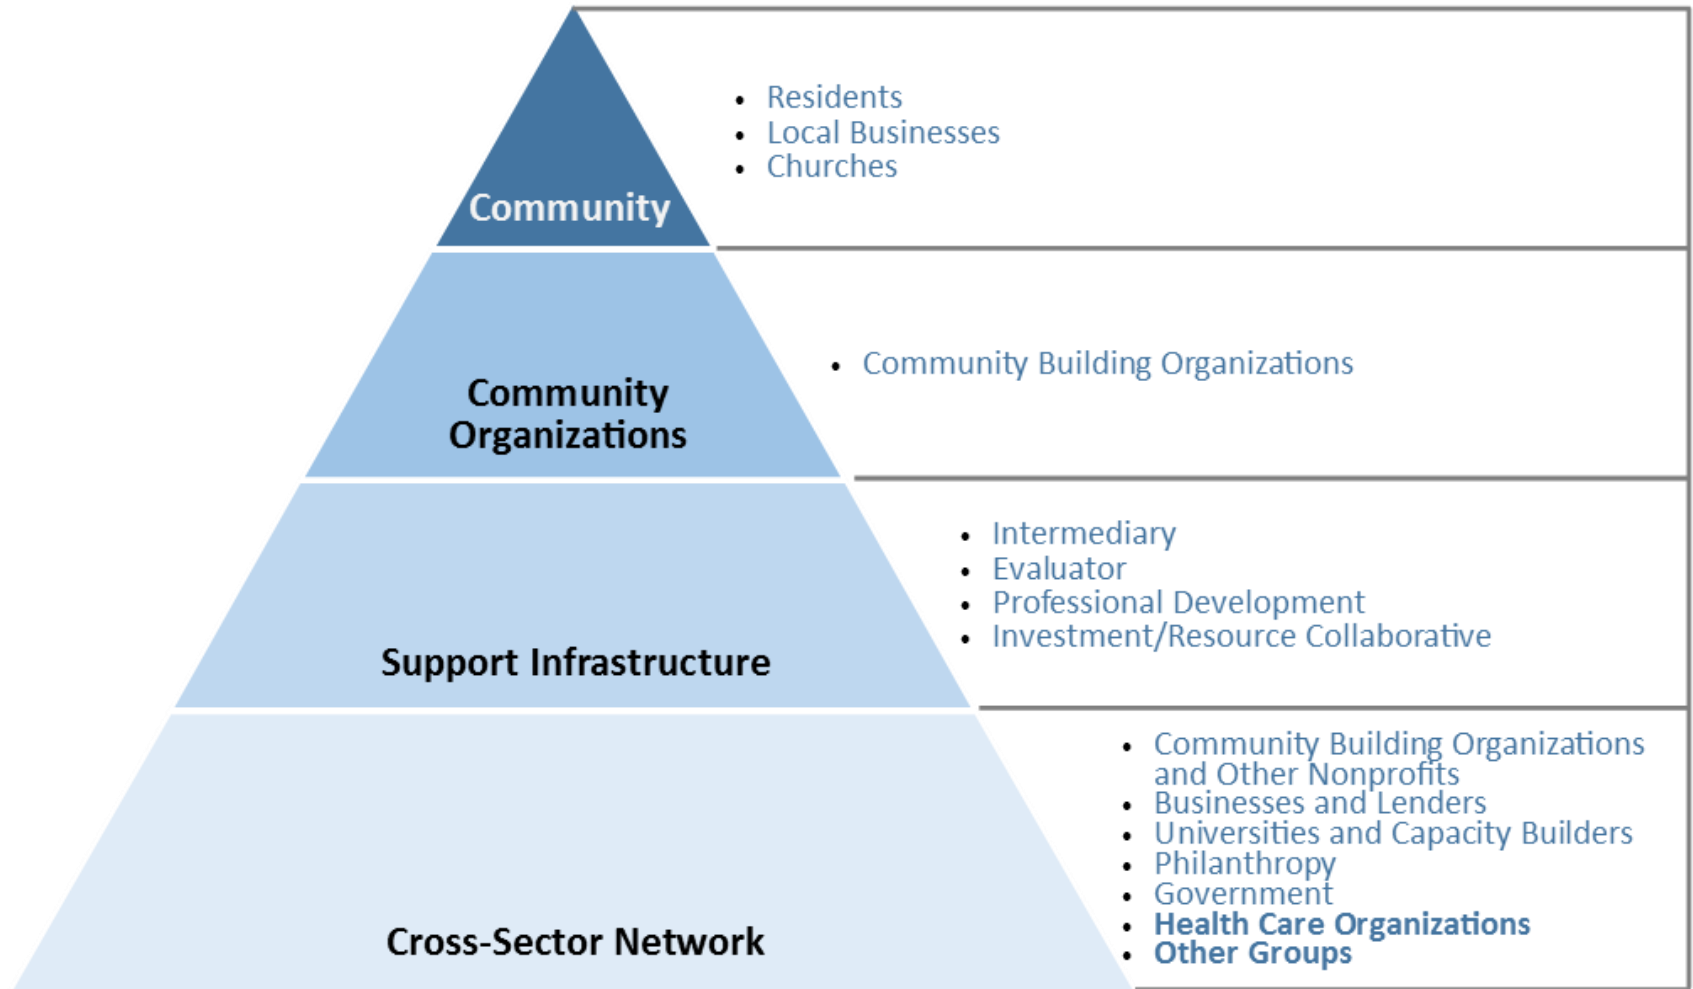 Residents
Local Businesses
Churches
Community
Community Building Organizations
Community
Organizations
Intermediary
Evaluator
Professional Development
Investment/Resource Collaborative
Support Infrastructure
Community Building Organizations
and Other Nonprofits
Businesses and Lenders
Universities and Capacity Builders
Philanthropy
Government
Health Care Organizations
Other Groups
Cross-Sector Network